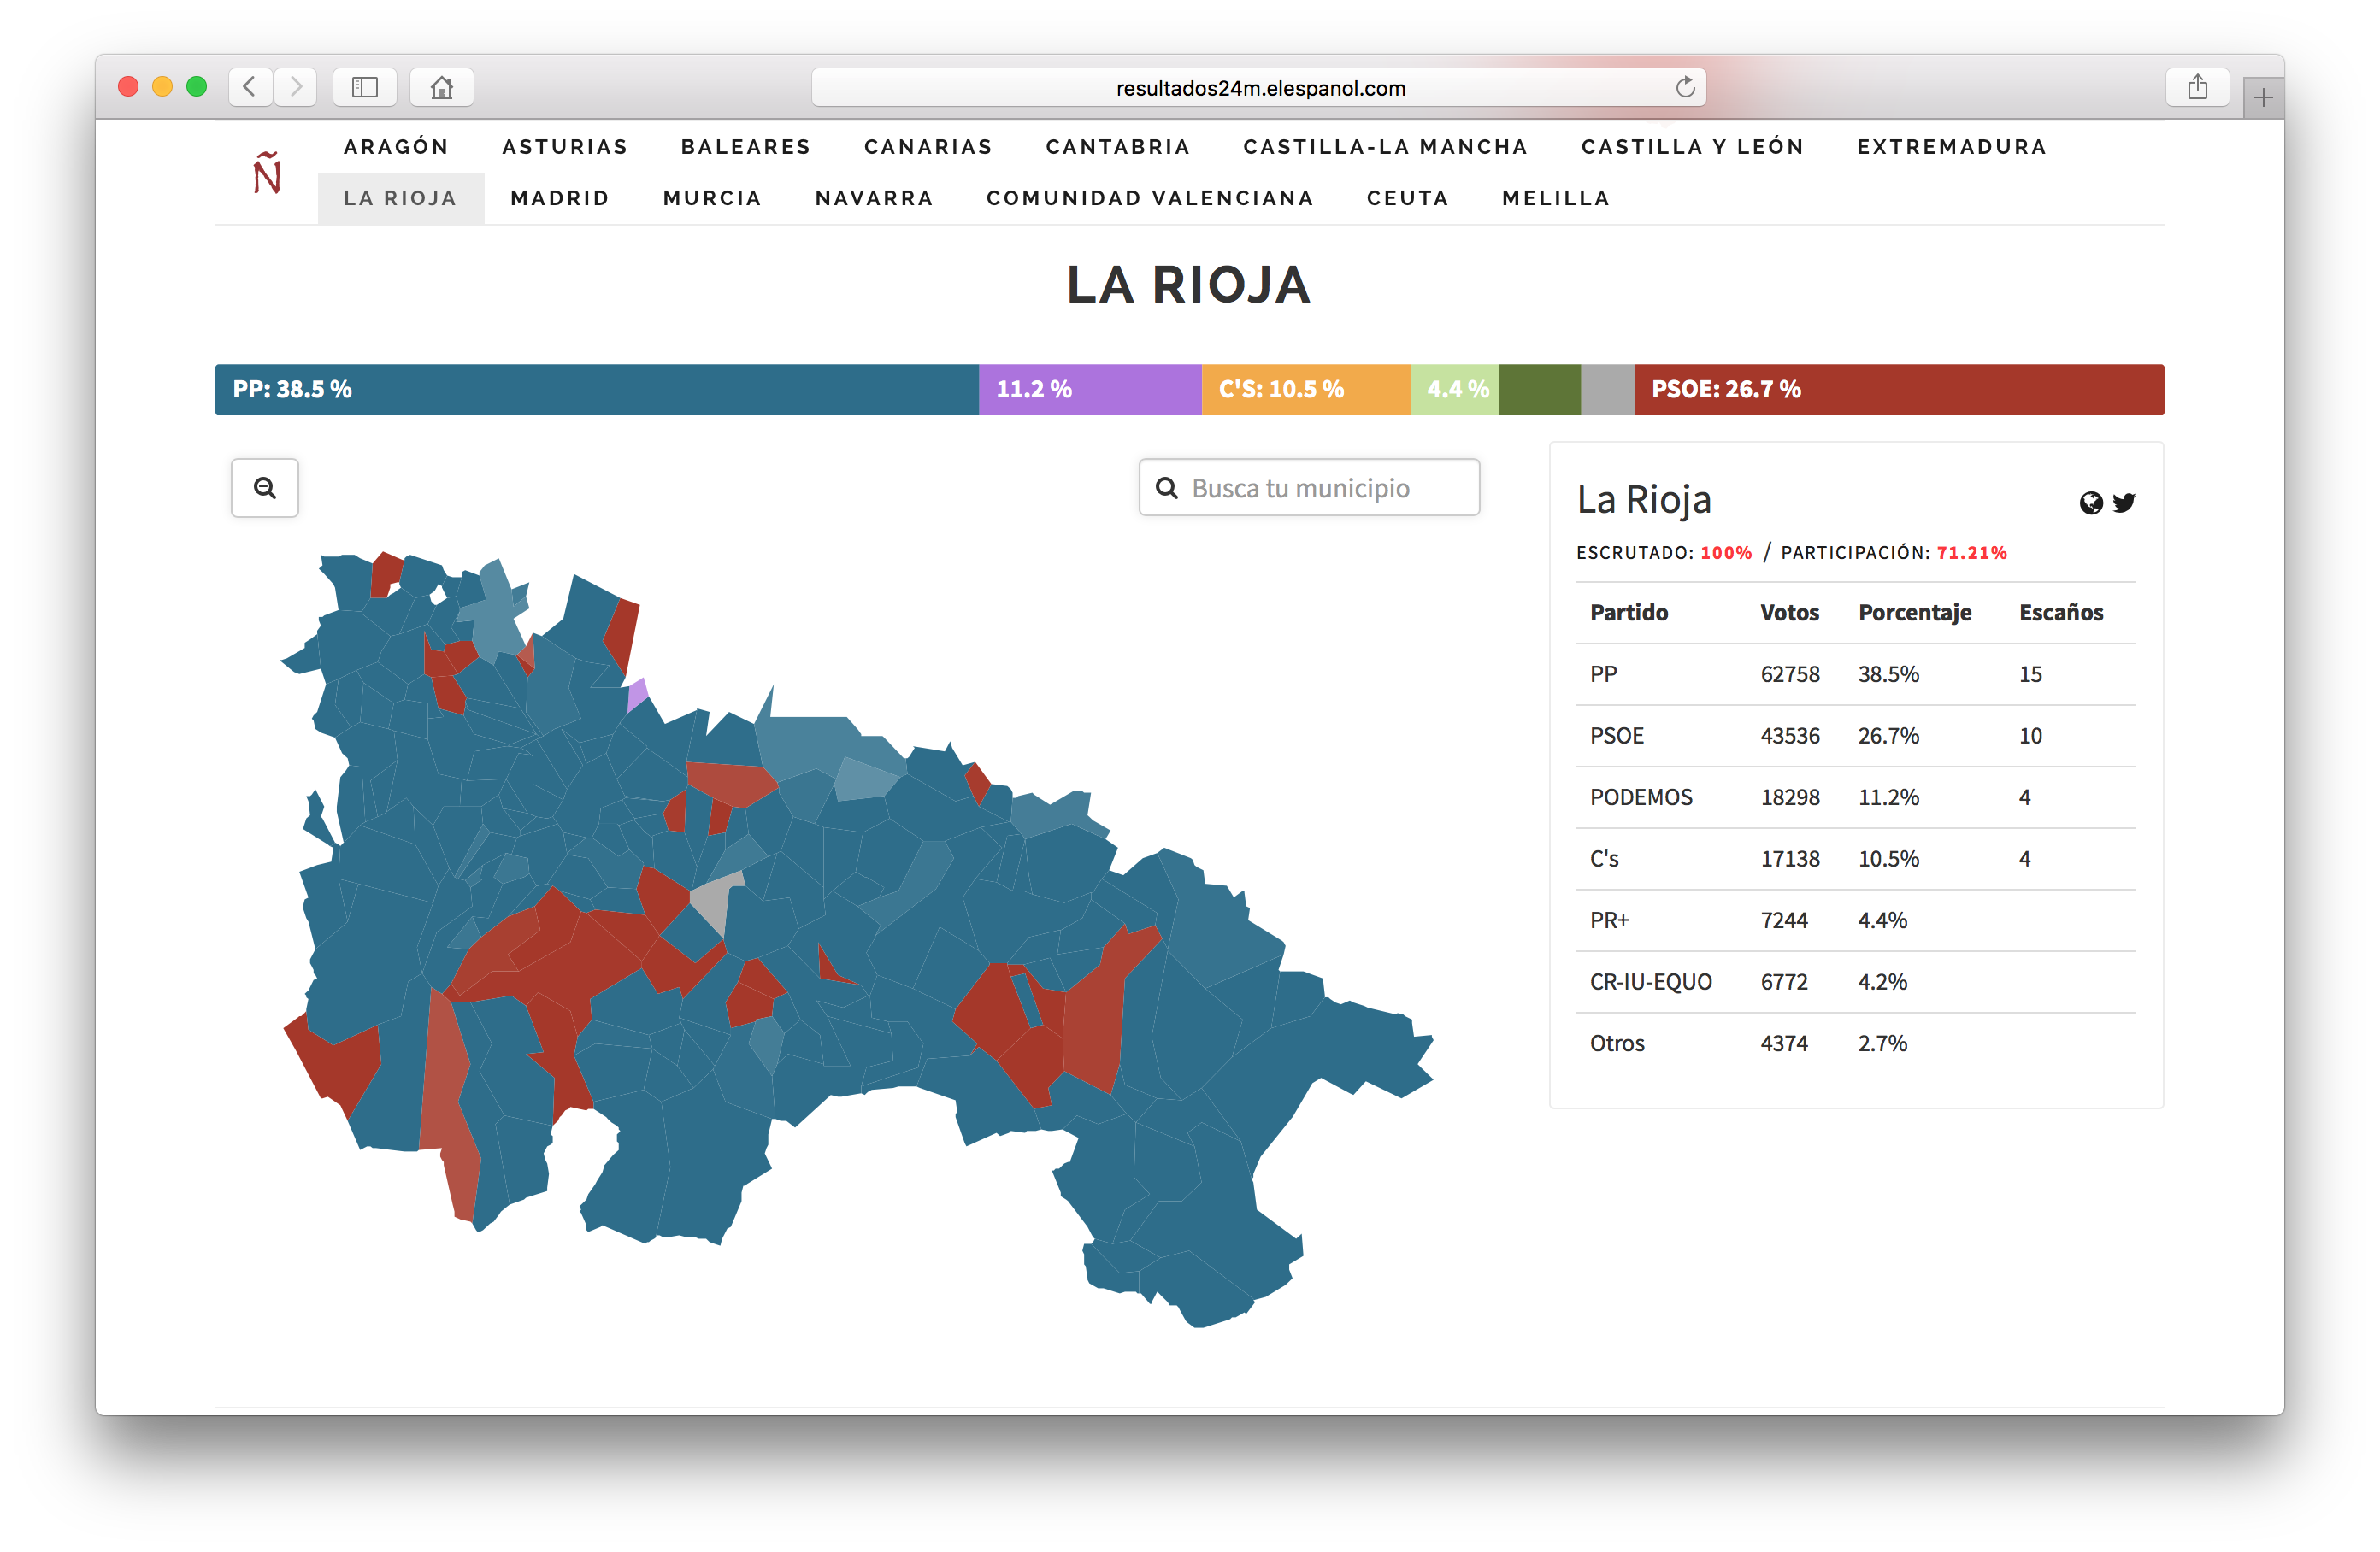 resultados24m.elespanol.com
Ñ
ARAGÓN ASTURIAS BALEARES CANARIAS CANTABRIA CASTILLA-LA MANCHA CASTILLA Y LEÓN EXTREMADURA
LA RIOJA MADRID MURCIA NAVARRA COMUNIDAD VALENCIANA CEUTA MELILLA
LA RIOJA
PP: 38.5 % 11.2 % C'S: 10.5 % 4.4 % PSOE: 26.7 %
Busca tu municipio
La Rioja
ESCRUTADO: 100% / PARTICIPACIÓN: 71.21%
Partido Votos Porcentaje Escaños
PP 62758 38.5% 15
PSOE 43536 26.7% 10
PODEMOS 18298 11.2% 4
C's 17138 10.5% 4
PR+ 7244 4.4%
CR-IU-EQUO 6772 4.2%
Otros 4374 2.7%